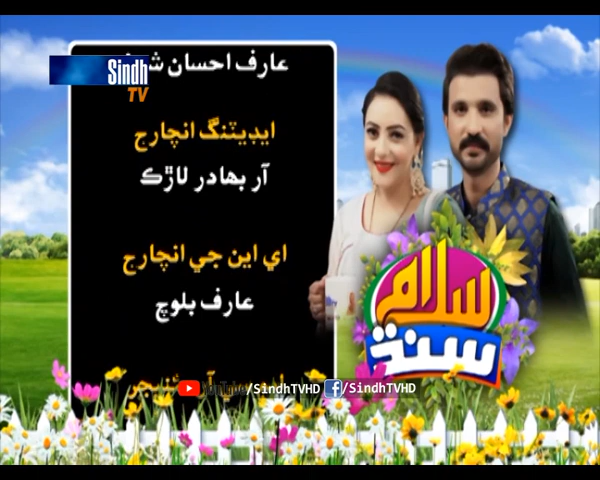 Sindh
TV
عارف احسان
ايڊيٽنگ انچارج
آر بهادر لاڙڪ
اي اين جي انچارج
عارف بلوچ
سلام
سنڌ
YouTube/SindhTVHD f/SindhTVHD